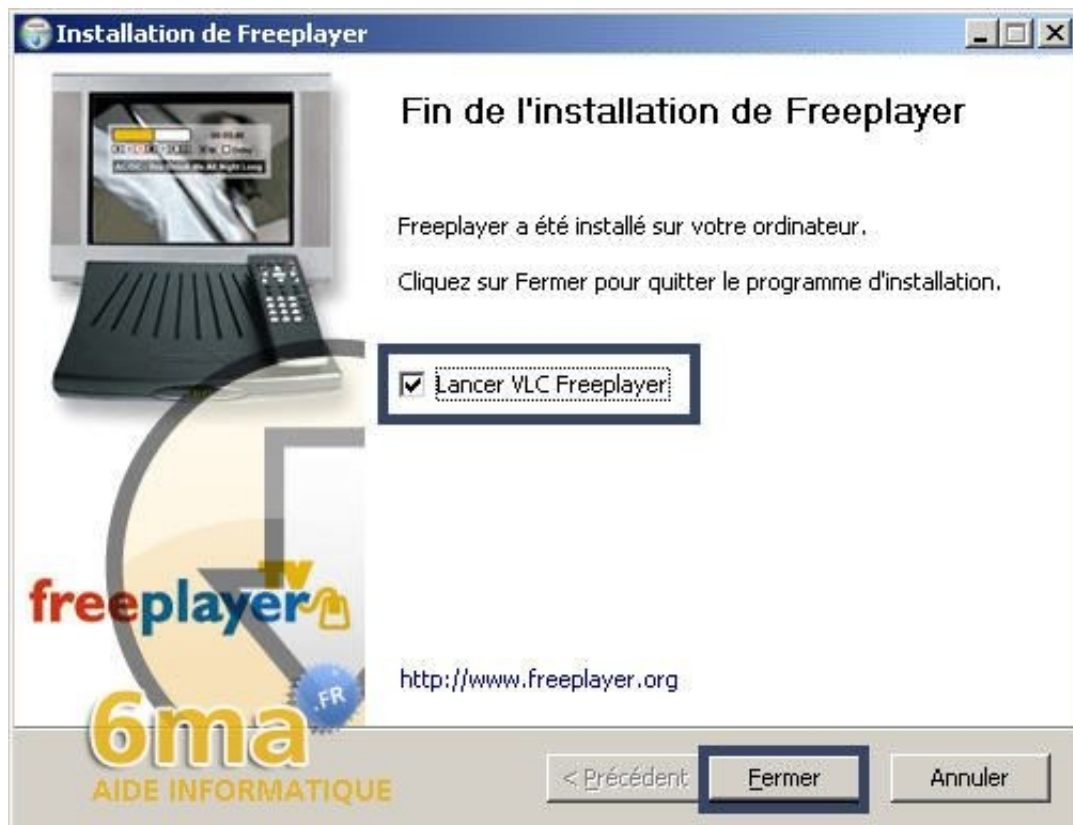 Installation de Freeplayer
Fin de l'installation de Freeplayer
Freeplayer a été installé sur votre ordinateur.
Cliquez sur Fermer pour quitter le programme d'installation.
Lancer VLC Freeplayer
TV
freeplayer
http://www.freeplayer.org
6ma
.FR
AIDE INFORMATIQUE
< Précédent
Fermer
Annuler